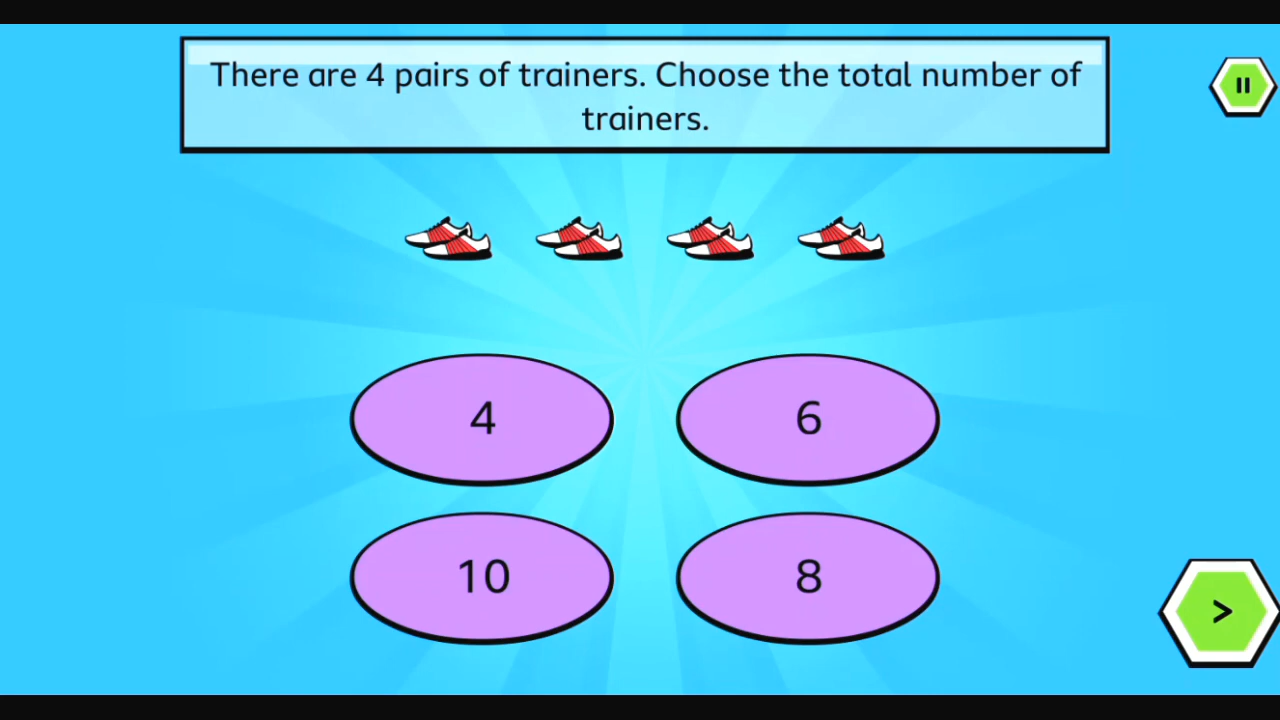 There are 4 pairs of trainers. Choose the total number of
trainers.
4
6
10
8
>